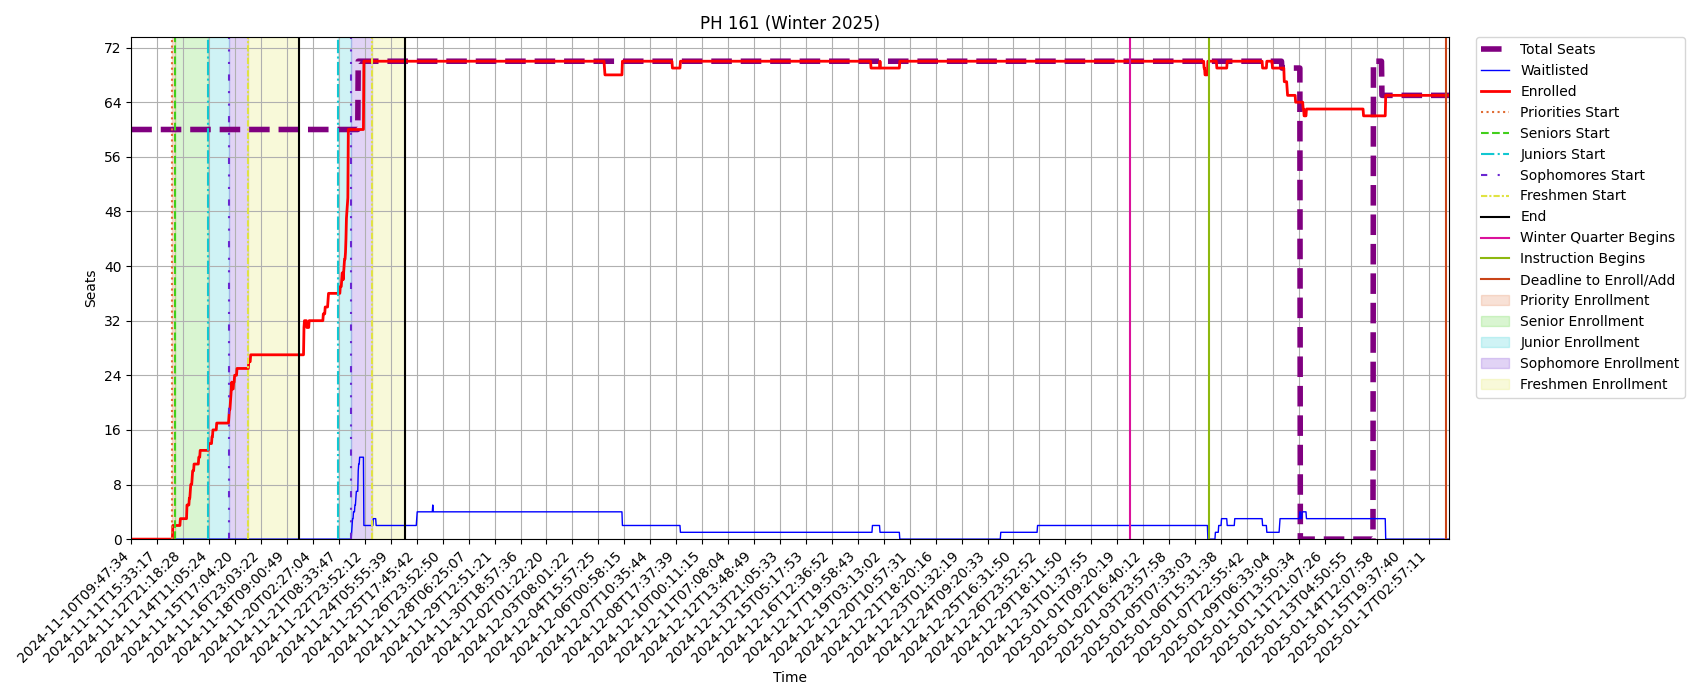 PH 161 (Winter 2025)
Seats
72
64
56
48
40
32
24
16
8
0
2024-11-10T09:47:34
2024-11-11T15:33:17
2024-11-12T21:18:28
2024-11-14T11:05:24
2024-11-15T17:04:20
2024-11-16T23:03:22
2024-11-18T09:00:49
2024-11-20T02:27:04
2024-11-21T08:33:47
2024-11-22T23:52:12
2024-11-24T05:55:39
2024-11-25T17:45:42
2024-11-26T23:52:50
2024-11-28T06:25:07
2024-11-29T12:51:21
2024-11-30T18:57:36
2024-12-02T01:22:20
2024-12-03T08:01:22
2024-12-04T15:57:25
2024-12-06T00:58:15
2024-12-07T10:35:44
2024-12-08T17:37:39
2024-12-10T00:11:15
2024-12-11T07:08:04
2024-12-12T13:48:49
2024-12-13T21:05:33
2024-12-15T05:17:53
2024-12-16T12:36:52
2024-12-17T19:58:43
2024-12-19T03:13:02
2024-12-20T10:57:31
2024-12-21T18:20:16
2024-12-23T01:32:19
2024-12-24T09:20:33
2024-12-25T16:31:50
2024-12-26T23:52:52
2024-12-29T18:11:50
2024-12-31T01:37:55
2025-01-01T09:20:19
2025-01-02T16:40:12
2025-01-03T23:57:58
2025-01-05T07:33:03
2025-01-06T15:31:38
2025-01-07T22:55:42
2025-01-09T06:33:04
2025-01-10T13:50:34
2025-01-11T21:07:26
2025-01-13T04:50:55
2025-01-14T12:07:58
2025-01-15T19:37:40
2025-01-17T02:57:11
Time
Total Seats
Waitlisted
Enrolled
Priorities Start
Seniors Start
Juniors Start
Sophomores Start
Freshmen Start
End
Winter Quarter Begins
Instruction Begins
Deadline to Enroll/Add
Priority Enrollment
Senior Enrollment
Junior Enrollment
Sophomore Enrollment
Freshmen Enrollment